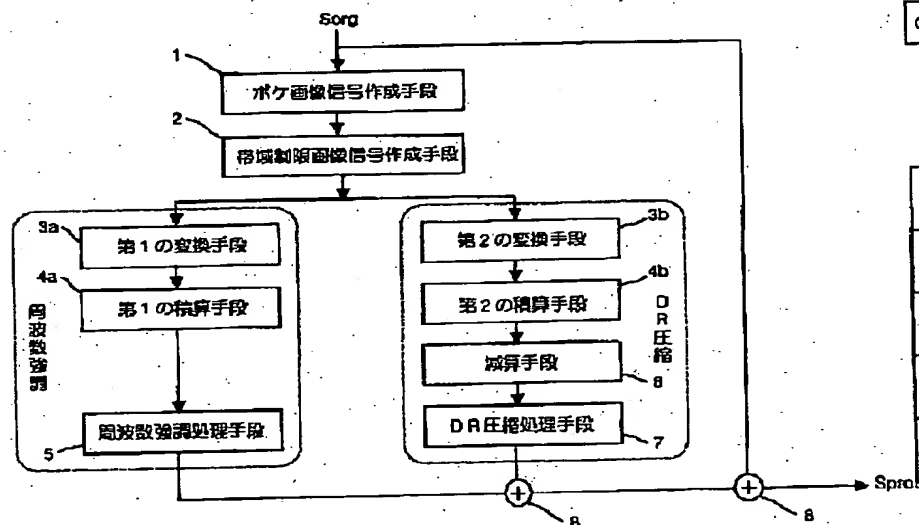 Sorg
1
ボケ画像信号作成手段
2
帯域制限画像信号作成手段
3a
第1の変換手段
4a
第1の積算手段
周波数強調
5
周波数強調処理手段
3b
第2の変換手段
4b
第2の積算手段
DR圧縮
減算手段
6
DR圧縮処理手段
7
8
8